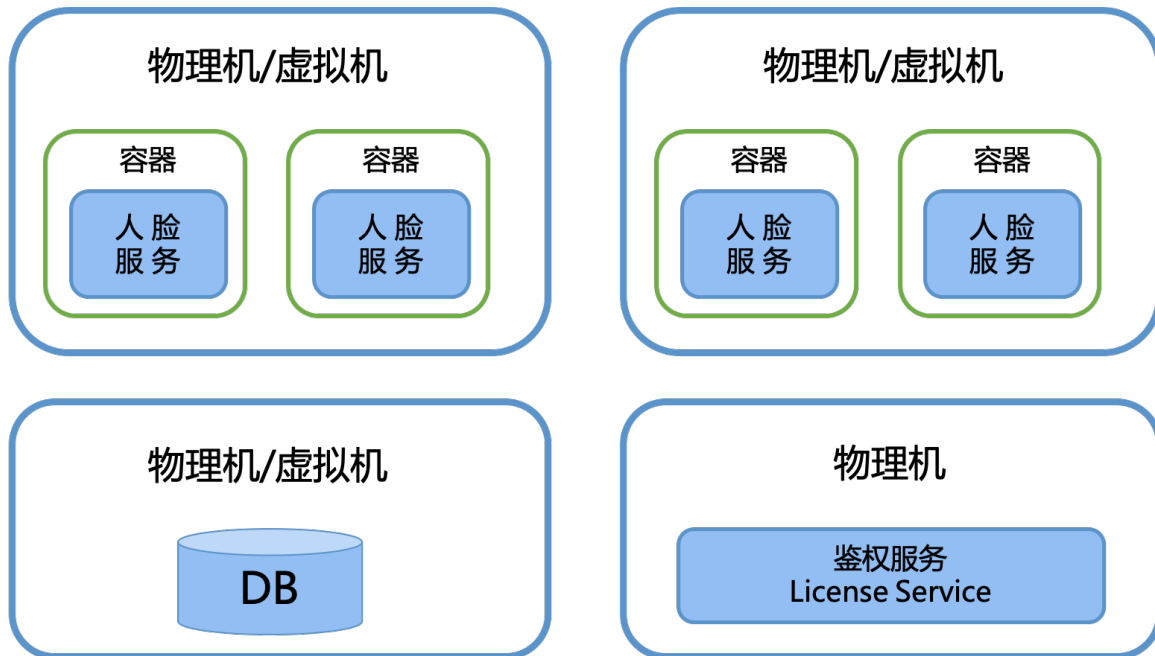 物理机/虚拟机
容器
人 脸
服 务
容器
人 脸
服 务
物理机/虚拟机
容器
人 脸
服 务
容器
人 脸
服 务
物理机/虚拟机
DB
物理机
鉴权服务
License Service